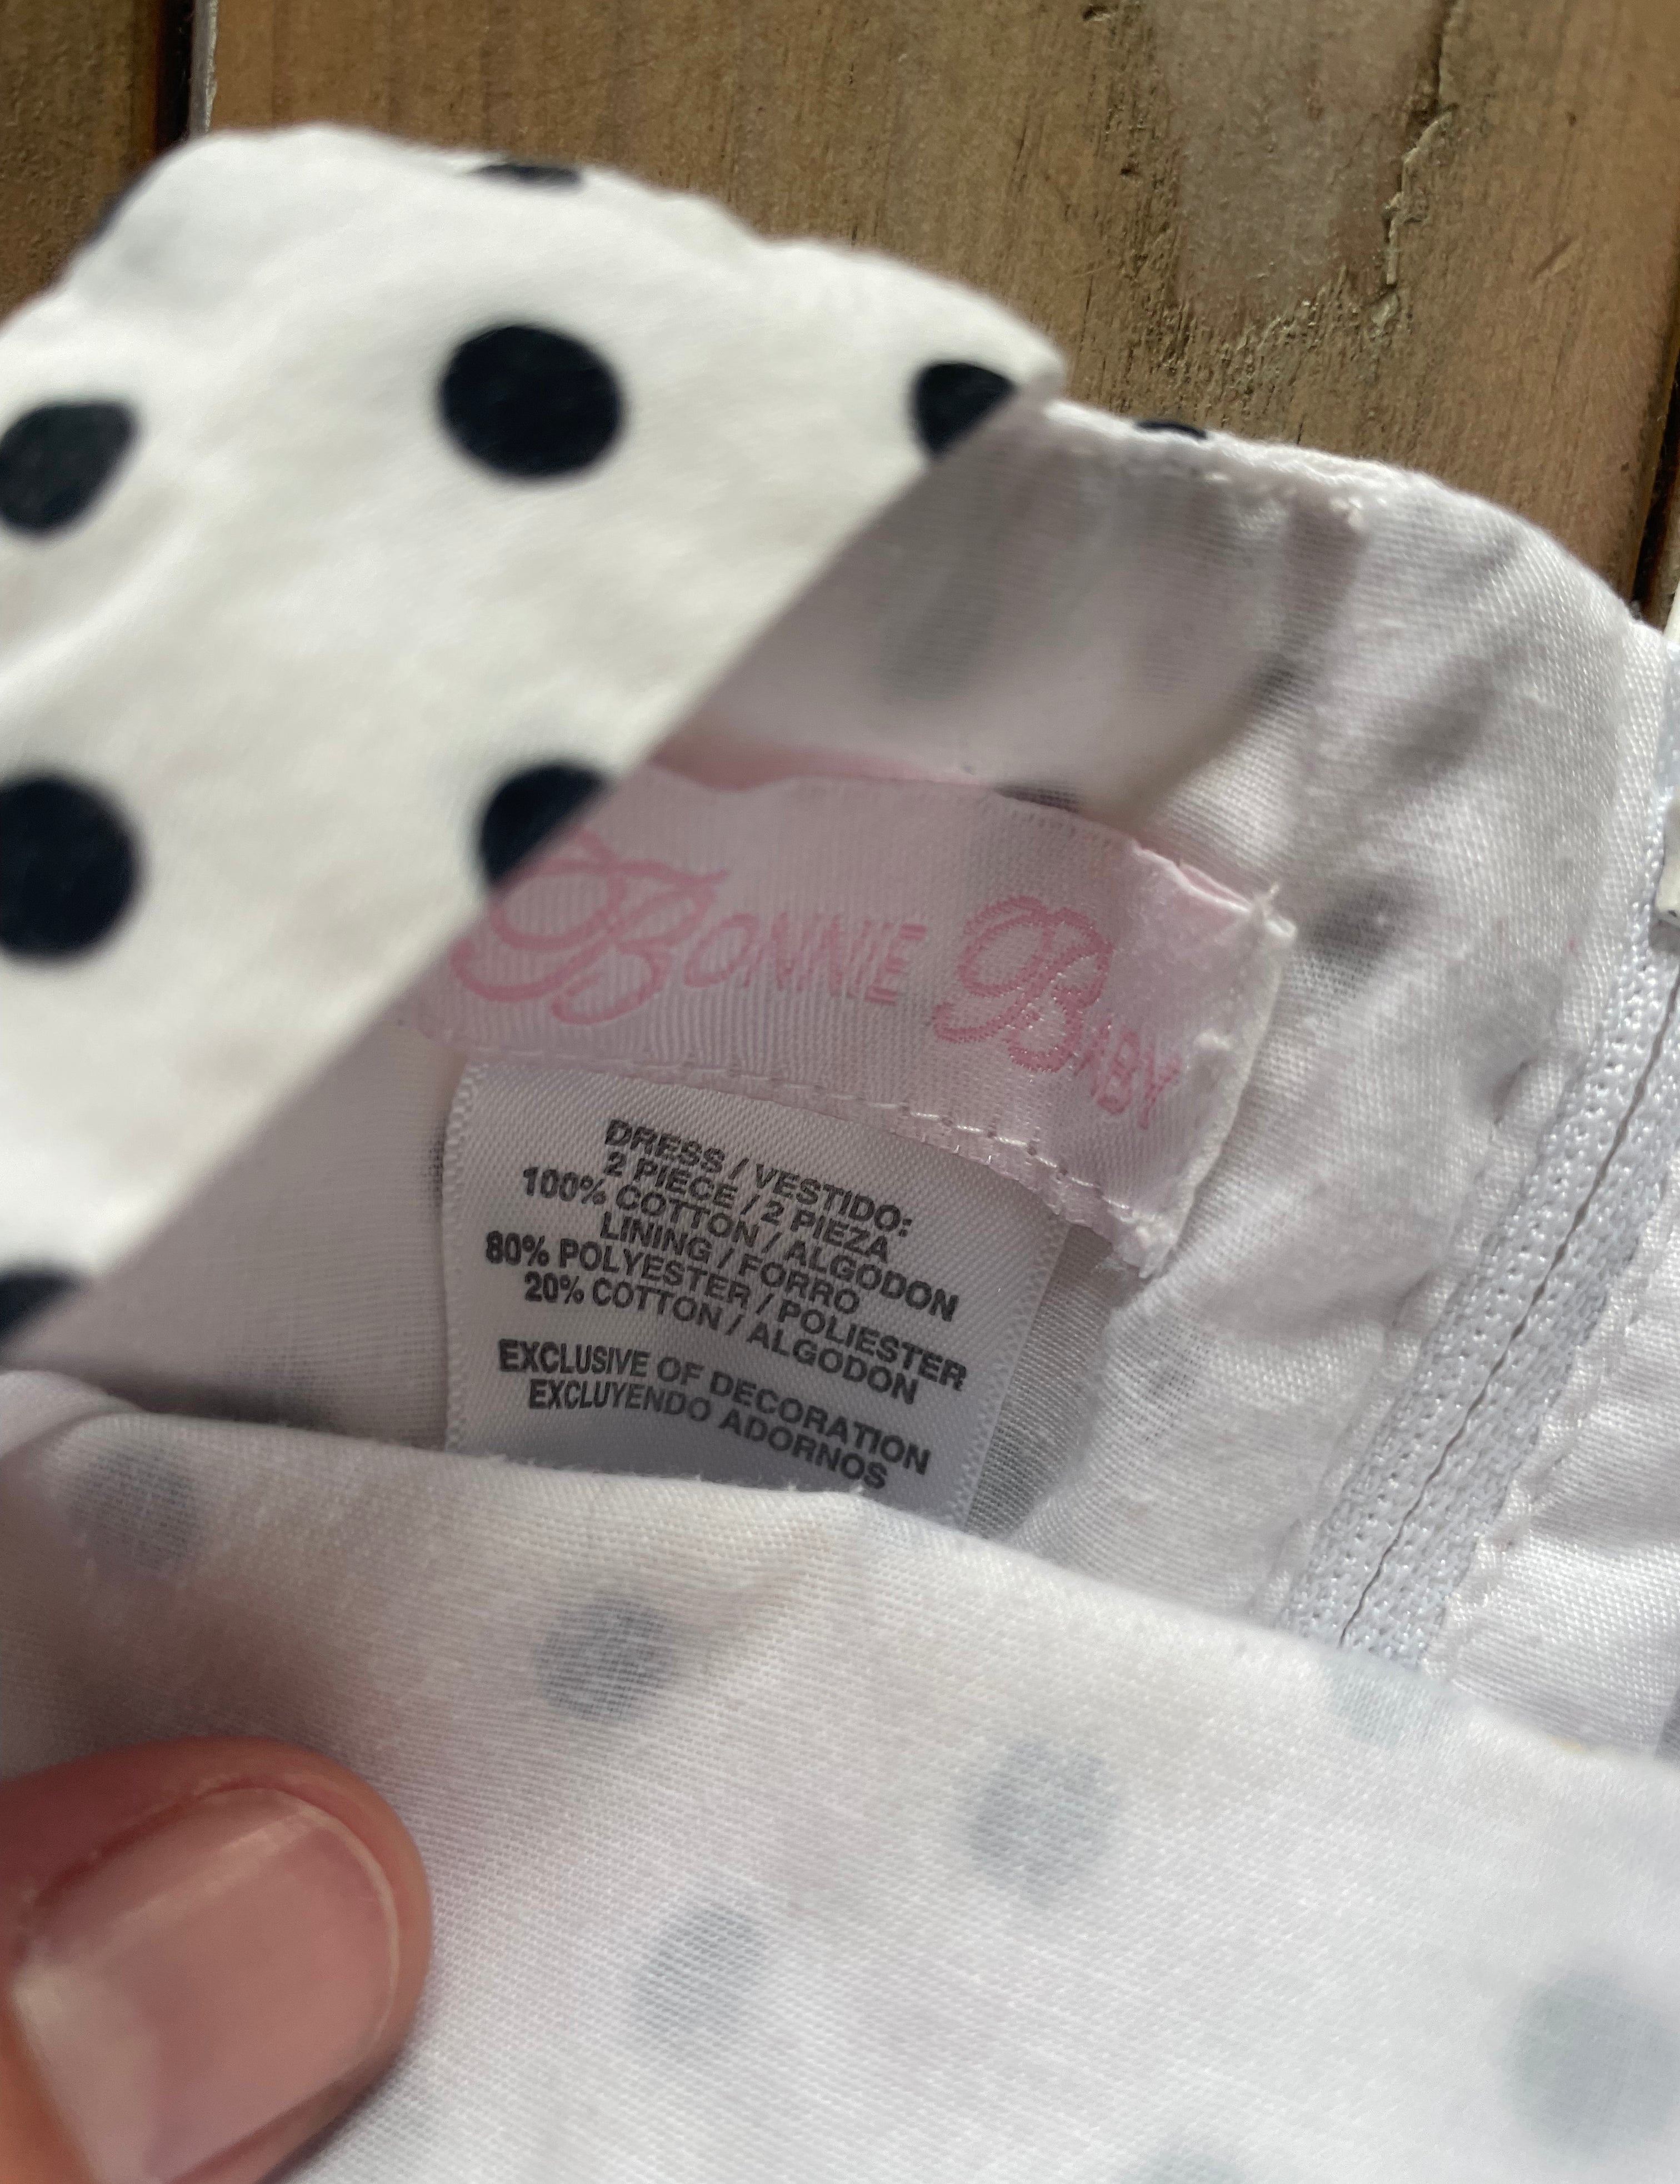 BONNIE BABY
DRESS / VESTIDO:
2 PIECE / 2 PIEZA
100% COTTON / ALGODON
LINING / FORRO
80% POLYESTER / POLIESTER
20% COTTON / ALGODON
EXCLUSIVE OF DECORATION
EXCLUYENDO ADORNOS